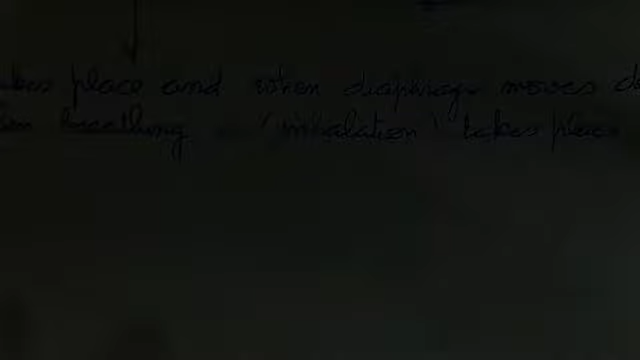 place and when diaphragm moves
breathing "inhalation" takes place